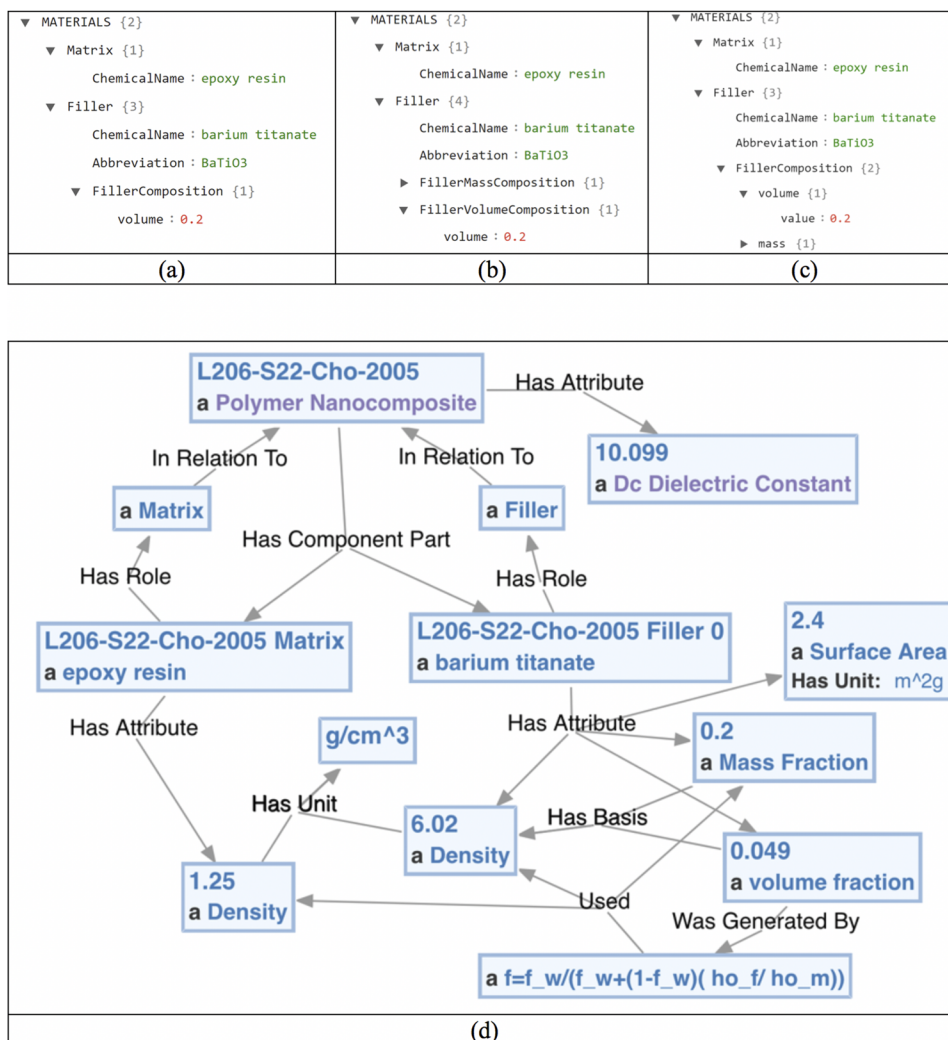 MATERIALS {2}
Matrix {1}
ChemicalName : epoxy resin
Filler {3}
ChemicalName : barium titanate
Abbreviation : BaTiO3
FillerComposition {1}
volume : 0.2
(a)
MATERIALS {2}
Matrix {1}
ChemicalName : epoxy resin
Filler {4}
ChemicalName : barium titanate
Abbreviation : BaTiO3
FillerMassComposition {1}
FillerVolumeComposition {1}
volume : 0.2
(b)
MATERIALS {2}
Matrix {1}
ChemicalName : epoxy resin
Filler {3}
ChemicalName : barium titanate
Abbreviation : BaTiO3
FillerComposition {2}
volume {1}
value : 0.2
mass {1}
(c)
L206-S22-Cho-2005
a Polymer Nanocomposite
Has Attribute
10.099
a Dc Dielectric Constant
In Relation To
In Relation To
a Matrix
a Filler
Has Component Part
Has Role
Has Role
L206-S22-Cho-2005 Matrix
a epoxy resin
L206-S22-Cho-2005 Filler 0
a barium titanate
2.4
a Surface Area
Has Unit: m^2g
Has Attribute
Has Attribute
g/cm^3
0.2
a Mass Fraction
Has Unit
6.02
a Density
Has Basis
0.049
a volume fraction
1.25
a Density
Used
Was Generated By
a f=f_w/(f_w+(1-f_w)( ho_f/ ho_m))
(d)